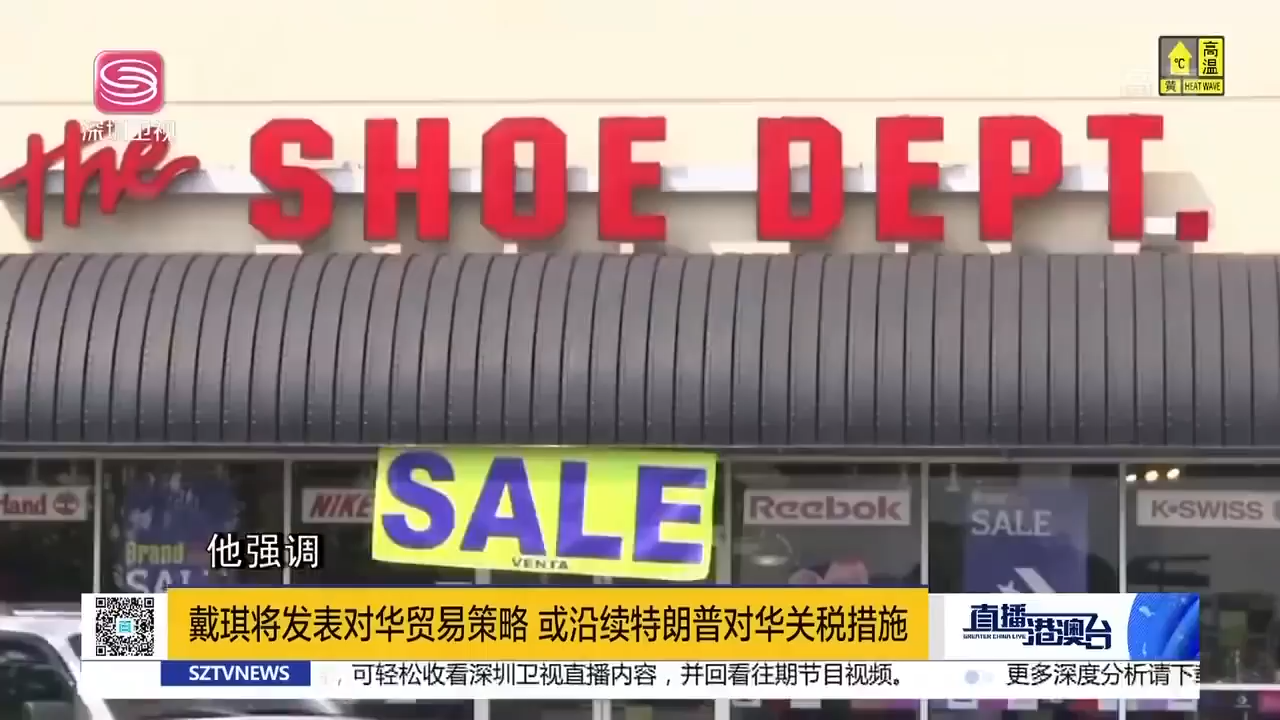 深圳卫视
高温
℃
黄 HEAT WAVE
the SHOE DEPT.
SALE
VENTA
NIKE
Reebok
SALE
K•SWISS
Brand
他强调
戴琪将发表对华贸易策略 或沿续特朗普对华关税措施
直播港澳台
GREATER CHINA LIVE
SZTVNEWS
，可轻松收看深圳卫视直播内容，并回看往期节目视频。
更多深度分析请下载